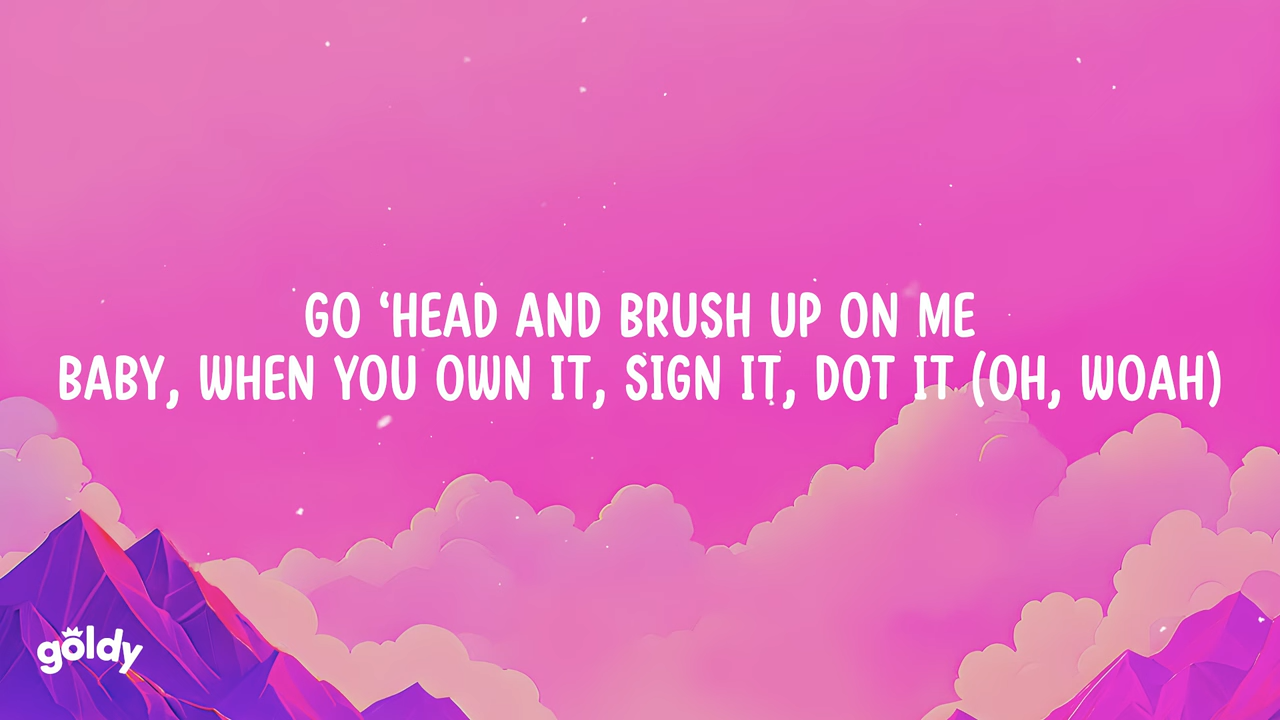 GO ‘HEAD AND BRUSH UP ON ME
BABY, WHEN YOU OWN IT, SIGN IT, DOT IT (OH, WOAH)
goldy